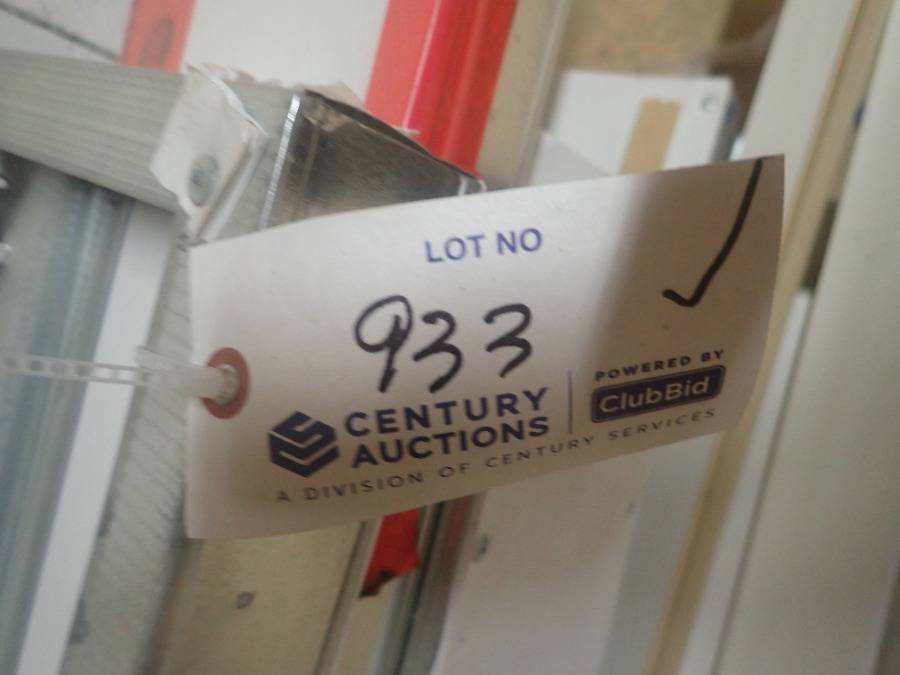 LOT NO
933
CENTURY
AUCTIONS
A DIVISION OF CENTURY SERVICES
POWERED BY
ClubBid